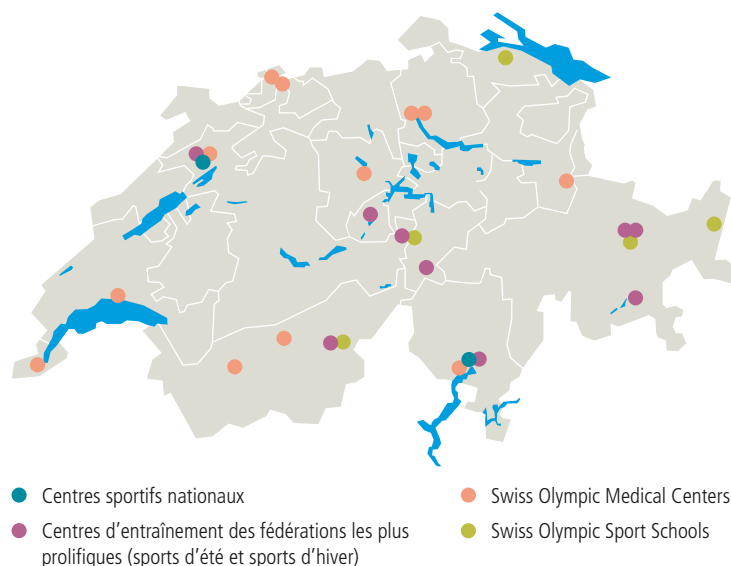 Centres sportifs nationaux
Centres d'entraînement des fédérations les plus
prolifiques (sports d'été et sports d'hiver)
Swiss Olympic Medical Centers
Swiss Olympic Sport Schools